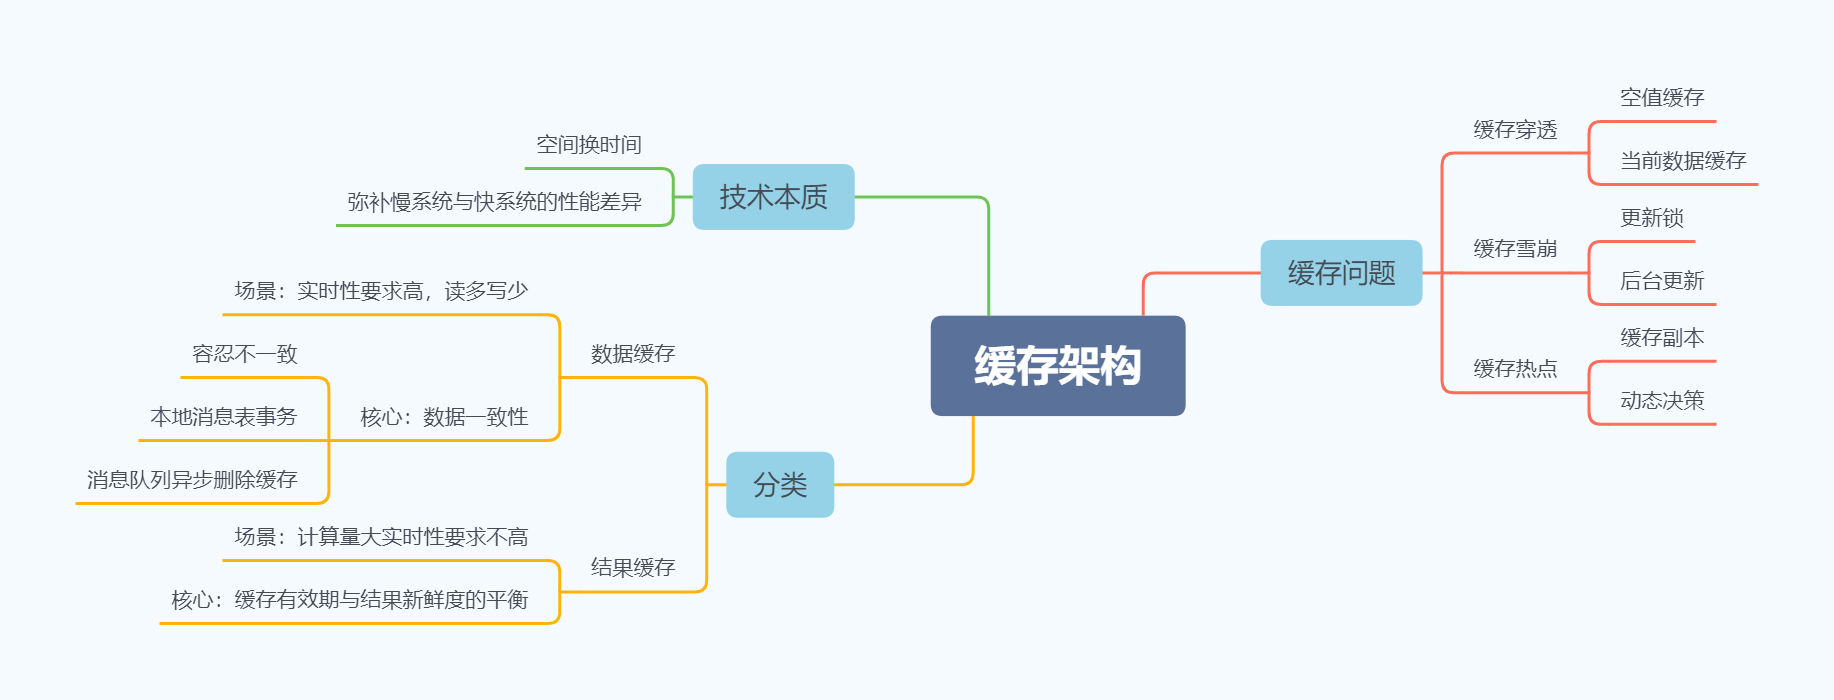 缓存架构
技术本质
空间换时间
弥补慢系统与快系统的性能差异
分类
数据缓存
场景：实时性要求高，读多写少
核心：数据一致性
容忍不一致
本地消息表事务
消息队列异步删除缓存
结果缓存
场景：计算量大实时性要求不高
核心：缓存有效期与结果新鲜度的平衡
缓存问题
缓存穿透
空值缓存
当前数据缓存
缓存雪崩
更新锁
后台更新
缓存热点
缓存副本
动态决策